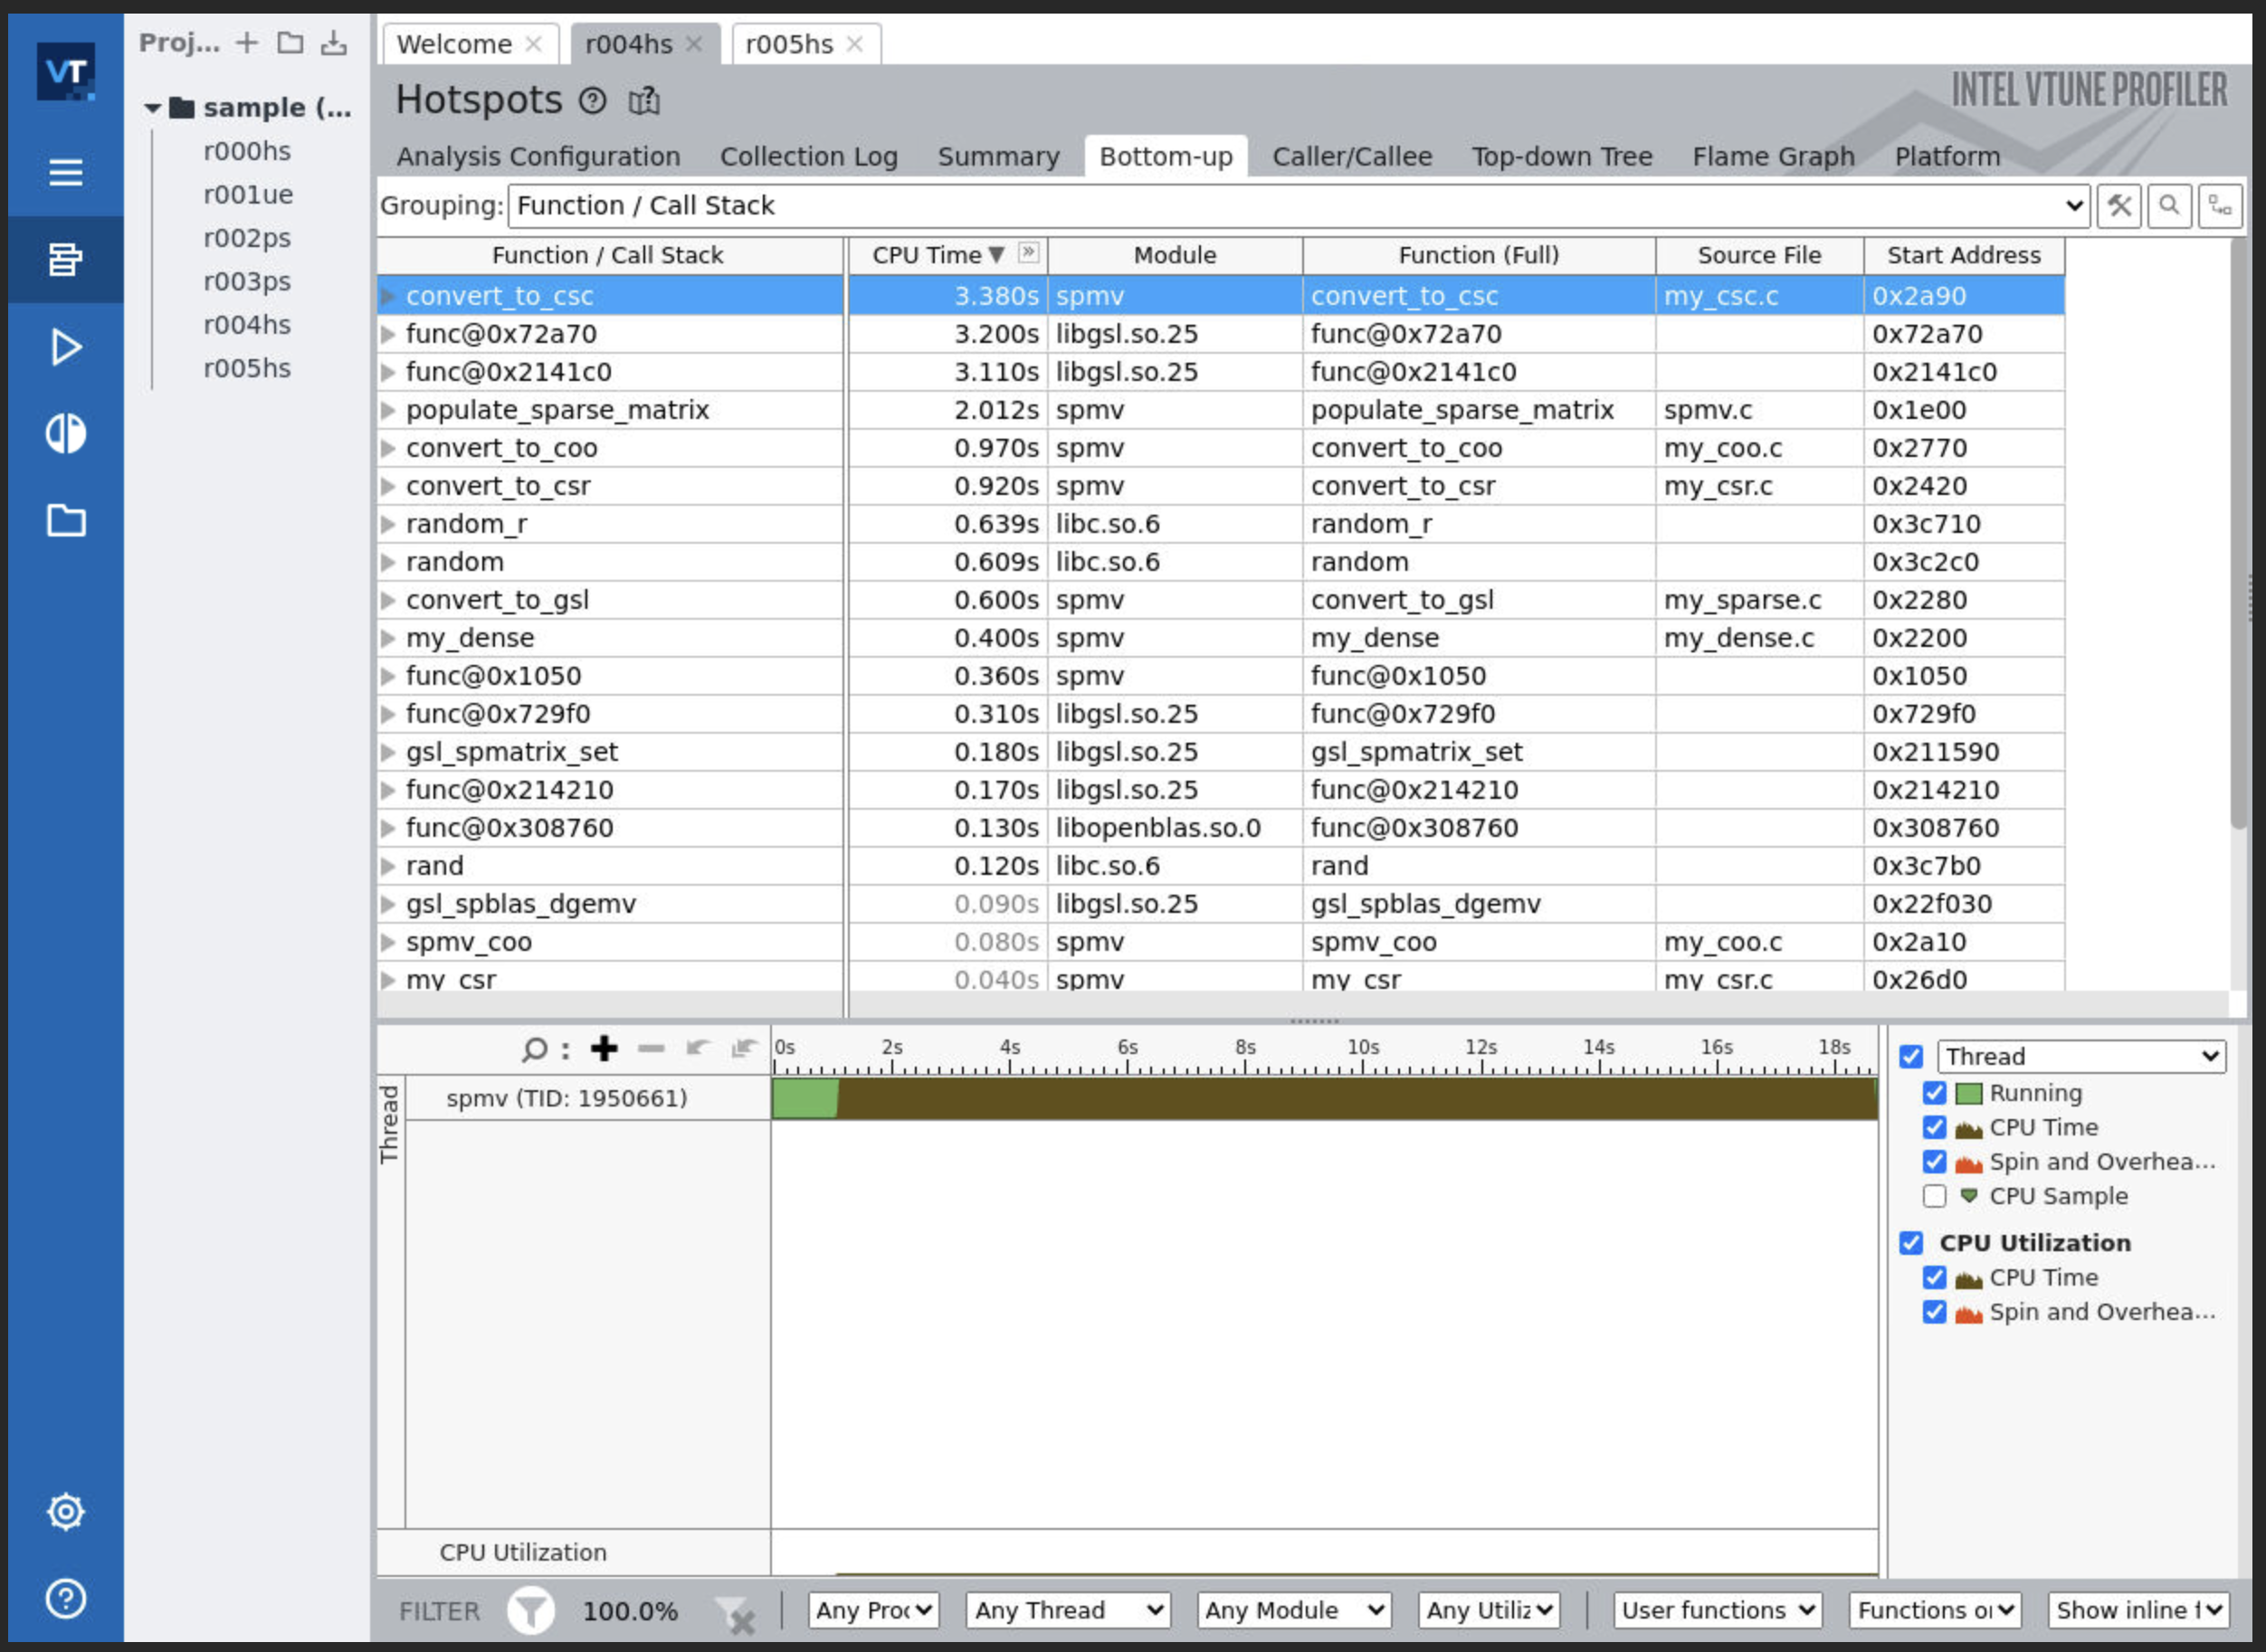 VT
Proj...
sample (...
r000hs
r001ue
r002ps
r003ps
r004hs
r005hs
Welcome r004hs r005hs
Hotspots
INTEL VTUNE PROFILER
Analysis Configuration Collection Log Summary Bottom-up Caller/Callee Top-down Tree Flame Graph Platform
Grouping: Function / Call Stack
Function / Call Stack CPU Time Module Function (Full) Source File Start Address
convert_to_csc 3.380s spmv convert_to_csc my_csc.c 0x2a90
func@0x72a70 3.200s libgsl.so.25 func@0x72a70 0x72a70
func@0x2141c0 3.110s libgsl.so.25 func@0x2141c0 0x2141c0
populate_sparse_matrix 2.012s spmv populate_sparse_matrix spmv.c 0x1e00
convert_to_coo 0.970s spmv convert_to_coo my_coo.c 0x2770
convert_to_csr 0.920s spmv convert_to_csr my_csr.c 0x2420
random_r 0.639s libc.so.6 random_r 0x3c710
random 0.609s libc.so.6 random 0x3c2c0
convert_to_gsl 0.600s spmv convert_to_gsl my_sparse.c 0x2280
my_dense 0.400s spmv my_dense my_dense.c 0x2200
func@0x1050 0.360s spmv func@0x1050 0x1050
func@0x729f0 0.310s libgsl.so.25 func@0x729f0 0x729f0
gsl_spmatrix_set 0.180s libgsl.so.25 gsl_spmatrix_set 0x211590
func@0x214210 0.170s libgsl.so.25 func@0x214210 0x214210
func@0x308760 0.130s libopenblas.so.0 func@0x308760 0x308760
rand 0.120s libc.so.6 rand 0x3c7b0
gsl_spblas_dgemv 0.090s libgsl.so.25 gsl_spblas_dgemv 0x22f030
spmv_coo 0.080s spmv spmv_coo my_coo.c 0x2a10
my_csr 0.040s spmv my_csr my_csr.c 0x26d0
0s 2s 4s 6s 8s 10s 12s 14s 16s 18s
Thread
spmv (TID: 1950661)
CPU Utilization
Thread
Running
CPU Time
Spin and Overhea...
CPU Sample
CPU Utilization
CPU Time
Spin and Overhea...
FILTER 100.0% Any Proc Any Thread Any Module Any Utiliz User functions Functions or Show inline f